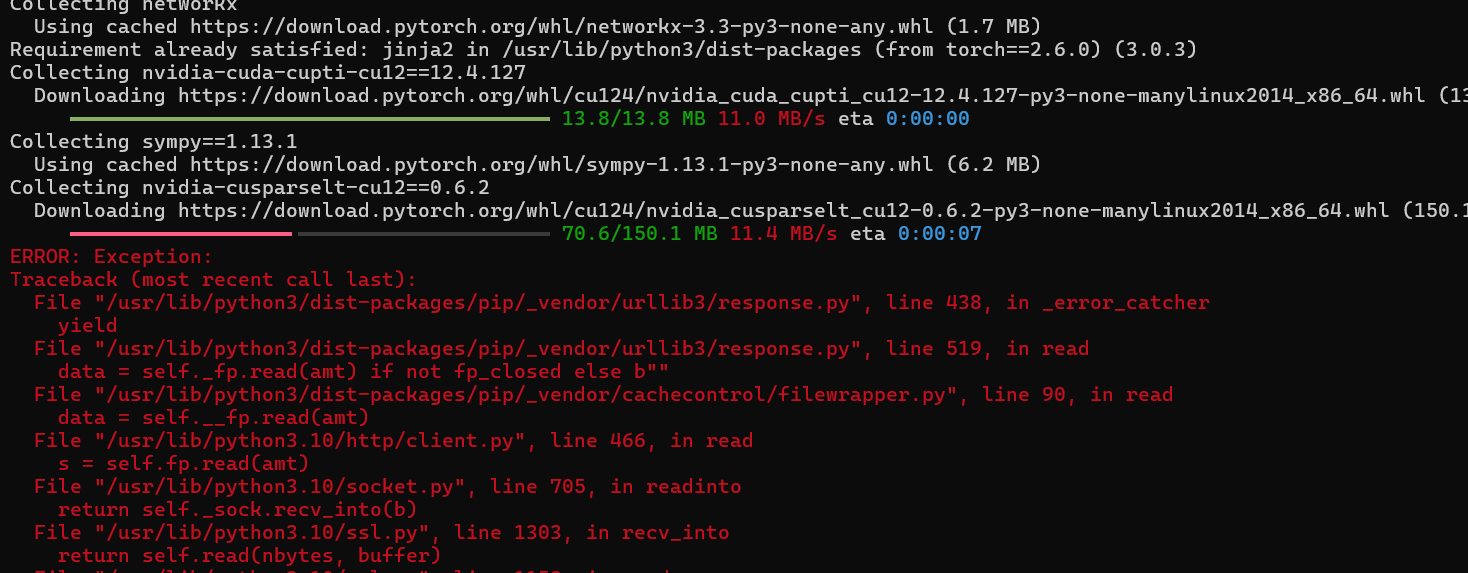 Collecting networkx
  Using cached https://download.pytorch.org/whl/networkx-3.3-py3-none-any.whl (1.7 MB)
Requirement already satisfied: jinja2 in /usr/lib/python3/dist-packages (from torch==2.6.0) (3.0.3)
Collecting nvidia-cuda-cupti-cu12==12.4.127
  Downloading https://download.pytorch.org/whl/cu124/nvidia_cuda_cupti_cu12-12.4.127-py3-none-manylinux2014_x86_64.whl (13
13.8/13.8 MB 11.0 MB/s eta 0:00:00
Collecting sympy==1.13.1
  Using cached https://download.pytorch.org/whl/sympy-1.13.1-py3-none-any.whl (6.2 MB)
Collecting nvidia-cusparselt-cu12==0.6.2
  Downloading https://download.pytorch.org/whl/cu124/nvidia_cusparselt_cu12-0.6.2-py3-none-manylinux2014_x86_64.whl (150.1
70.6/150.1 MB 11.4 MB/s eta 0:00:07
ERROR: Exception:
Traceback (most recent call last):
  File "/usr/lib/python3/dist-packages/pip/_vendor/urllib3/response.py", line 438, in _error_catcher
    yield
  File "/usr/lib/python3/dist-packages/pip/_vendor/urllib3/response.py", line 519, in read
    data = self._fp.read(amt) if not fp_closed else b""
  File "/usr/lib/python3/dist-packages/pip/_vendor/cachecontrol/filewrapper.py", line 90, in read
    data = self.__fp.read(amt)
  File "/usr/lib/python3.10/http/client.py", line 466, in read
    s = self.fp.read(amt)
  File "/usr/lib/python3.10/socket.py", line 705, in readinto
    return self._sock.recv_into(b)
  File "/usr/lib/python3.10/ssl.py", line 1303, in recv_into
    return self.read(nbytes, buffer)